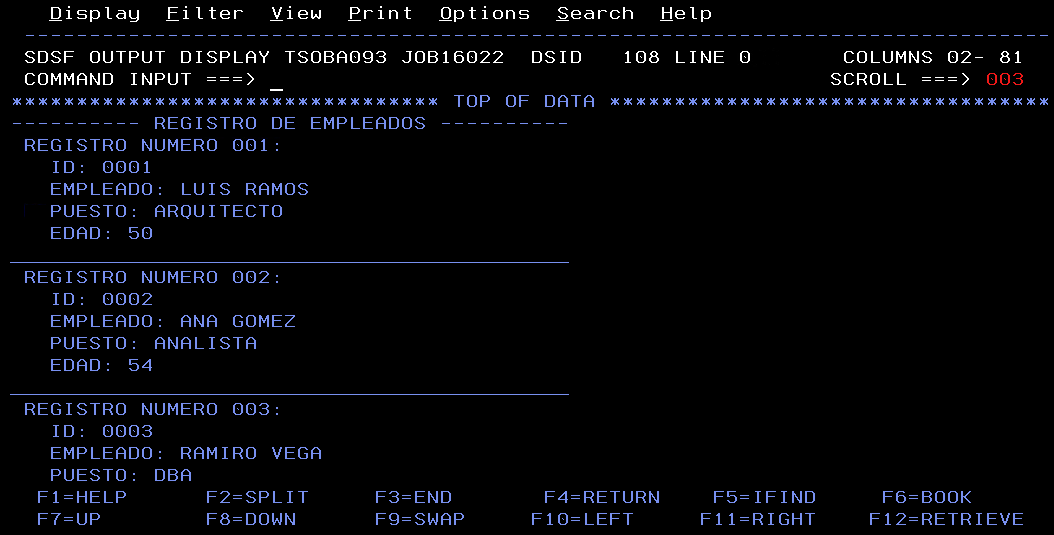 Display Filter View Print Options Search Help
-------------------------------------------------------------------------------
SDSF OUTPUT DISPLAY TSOBA093 JOB16022 DSID 108 LINE 0 COLUMNS 02- 81
COMMAND INPUT ===> _ SCROLL ===> 003
********************************* TOP OF DATA **********************************
---------- REGISTRO DE EMPLEADOS ----------
REGISTRO NUMERO 001:
ID: 0001
EMPLEADO: LUIS RAMOS
PUESTO: ARQUITECTO
EDAD: 50
___________________________________________
REGISTRO NUMERO 002:
ID: 0002
EMPLEADO: ANA GOMEZ
PUESTO: ANALISTA
EDAD: 54
___________________________________________
REGISTRO NUMERO 003:
ID: 0003
EMPLEADO: RAMIRO VEGA
PUESTO: DBA
F1=HELP F2=SPLIT F3=END F4=RETURN F5=IFIND F6=BOOK
F7=UP F8=DOWN F9=SWAP F10=LEFT F11=RIGHT F12=RETRIEVE